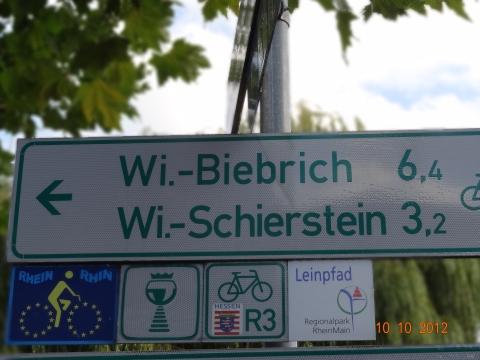 Wi.-Biebrich 6,4
Wi.-Schierstein 3,2
RHEIN RHIN
HESSEN
R3
Leinpfad
Regionalpark
RheinMain
10 10 2012